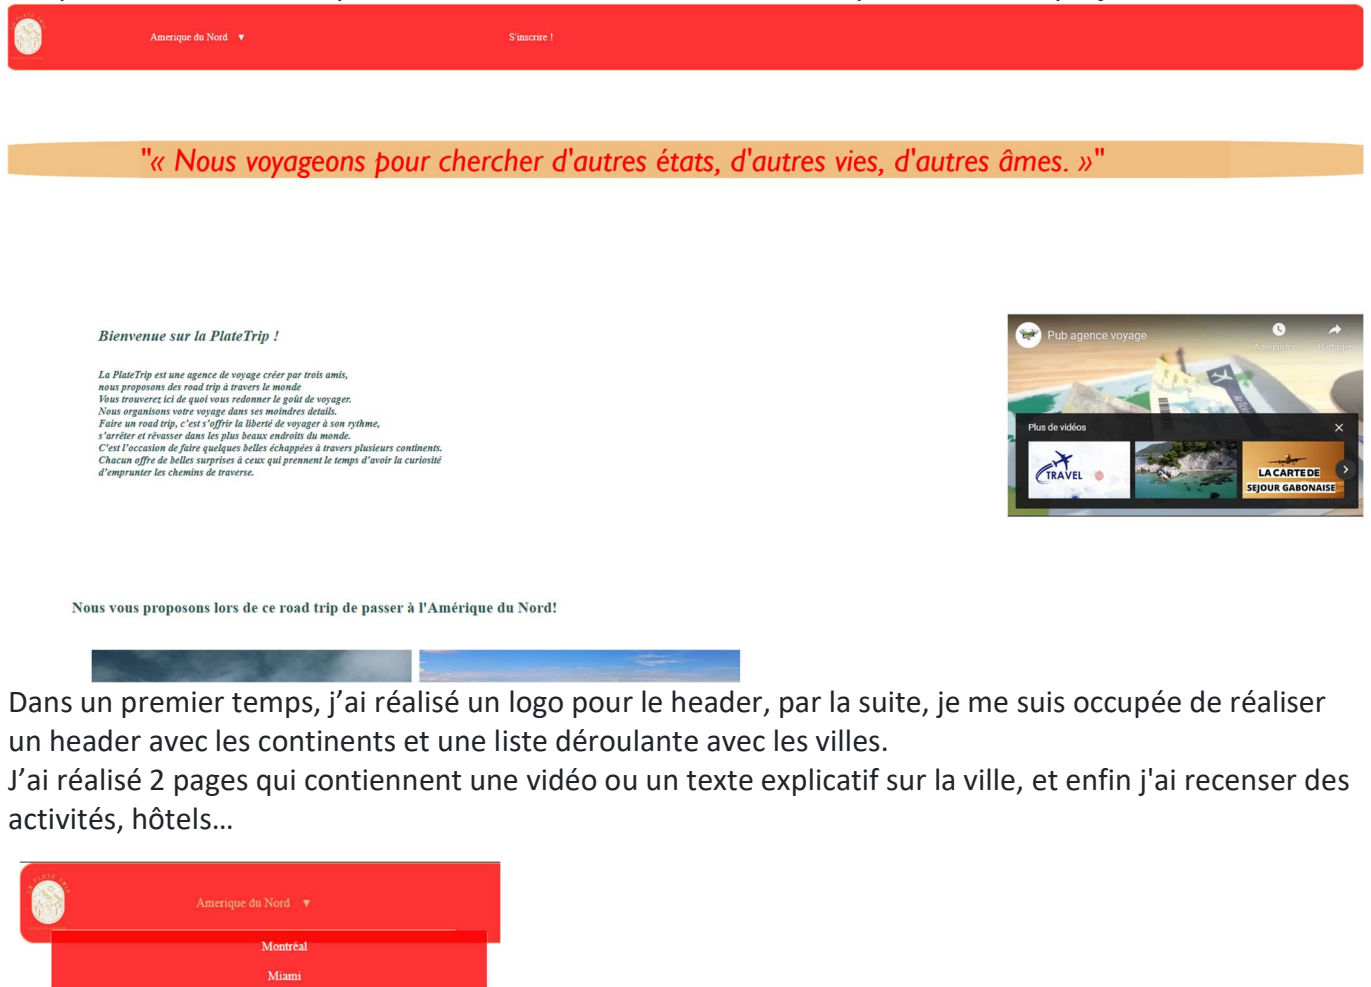 Amerique du Nord ▼
S'inscrire !
"« Nous voyageons pour chercher d'autres états, d'autres vies, d'autres âmes. »"
Bienvenue sur la PlateTrip !
La PlateTrip est une agence de voyage créer par trois amis,
nous proposons des road trip à travers le monde
Vous trouverez ici de quoi vous redonner le goût de voyager.
Nous organisons votre voyage dans ses moindres details.
Faire un road trip, c'est s'offrir la liberté de voyager à son rythme,
s'arrêter et rêvasser dans les plus beaux endroits du monde.
C'est l'occasion de faire quelques belles échappées à travers plusieurs continents.
Chacun offre de belles surprises à ceux qui prennent le temps d'avoir la curiosité
d'emprunter les chemins de traverse.
Pub agence voyage
À regarder
Partager
Plus de vidéos
TRAVEL
LA CARTE DE
SEJOUR GABONAISE
Nous vous proposons lors de ce road trip de passer à l'Amérique du Nord!
Dans un premier temps, j'ai réalisé un logo pour le header, par la suite, je me suis occupée de réaliser
un header avec les continents et une liste déroulante avec les villes.
J'ai réalisé 2 pages qui contiennent une vidéo ou un texte explicatif sur la ville, et enfin j'ai recenser des
activités, hôtels…
LA PLATE TRIP
Amerique du Nord ▼
Montréal
Miami